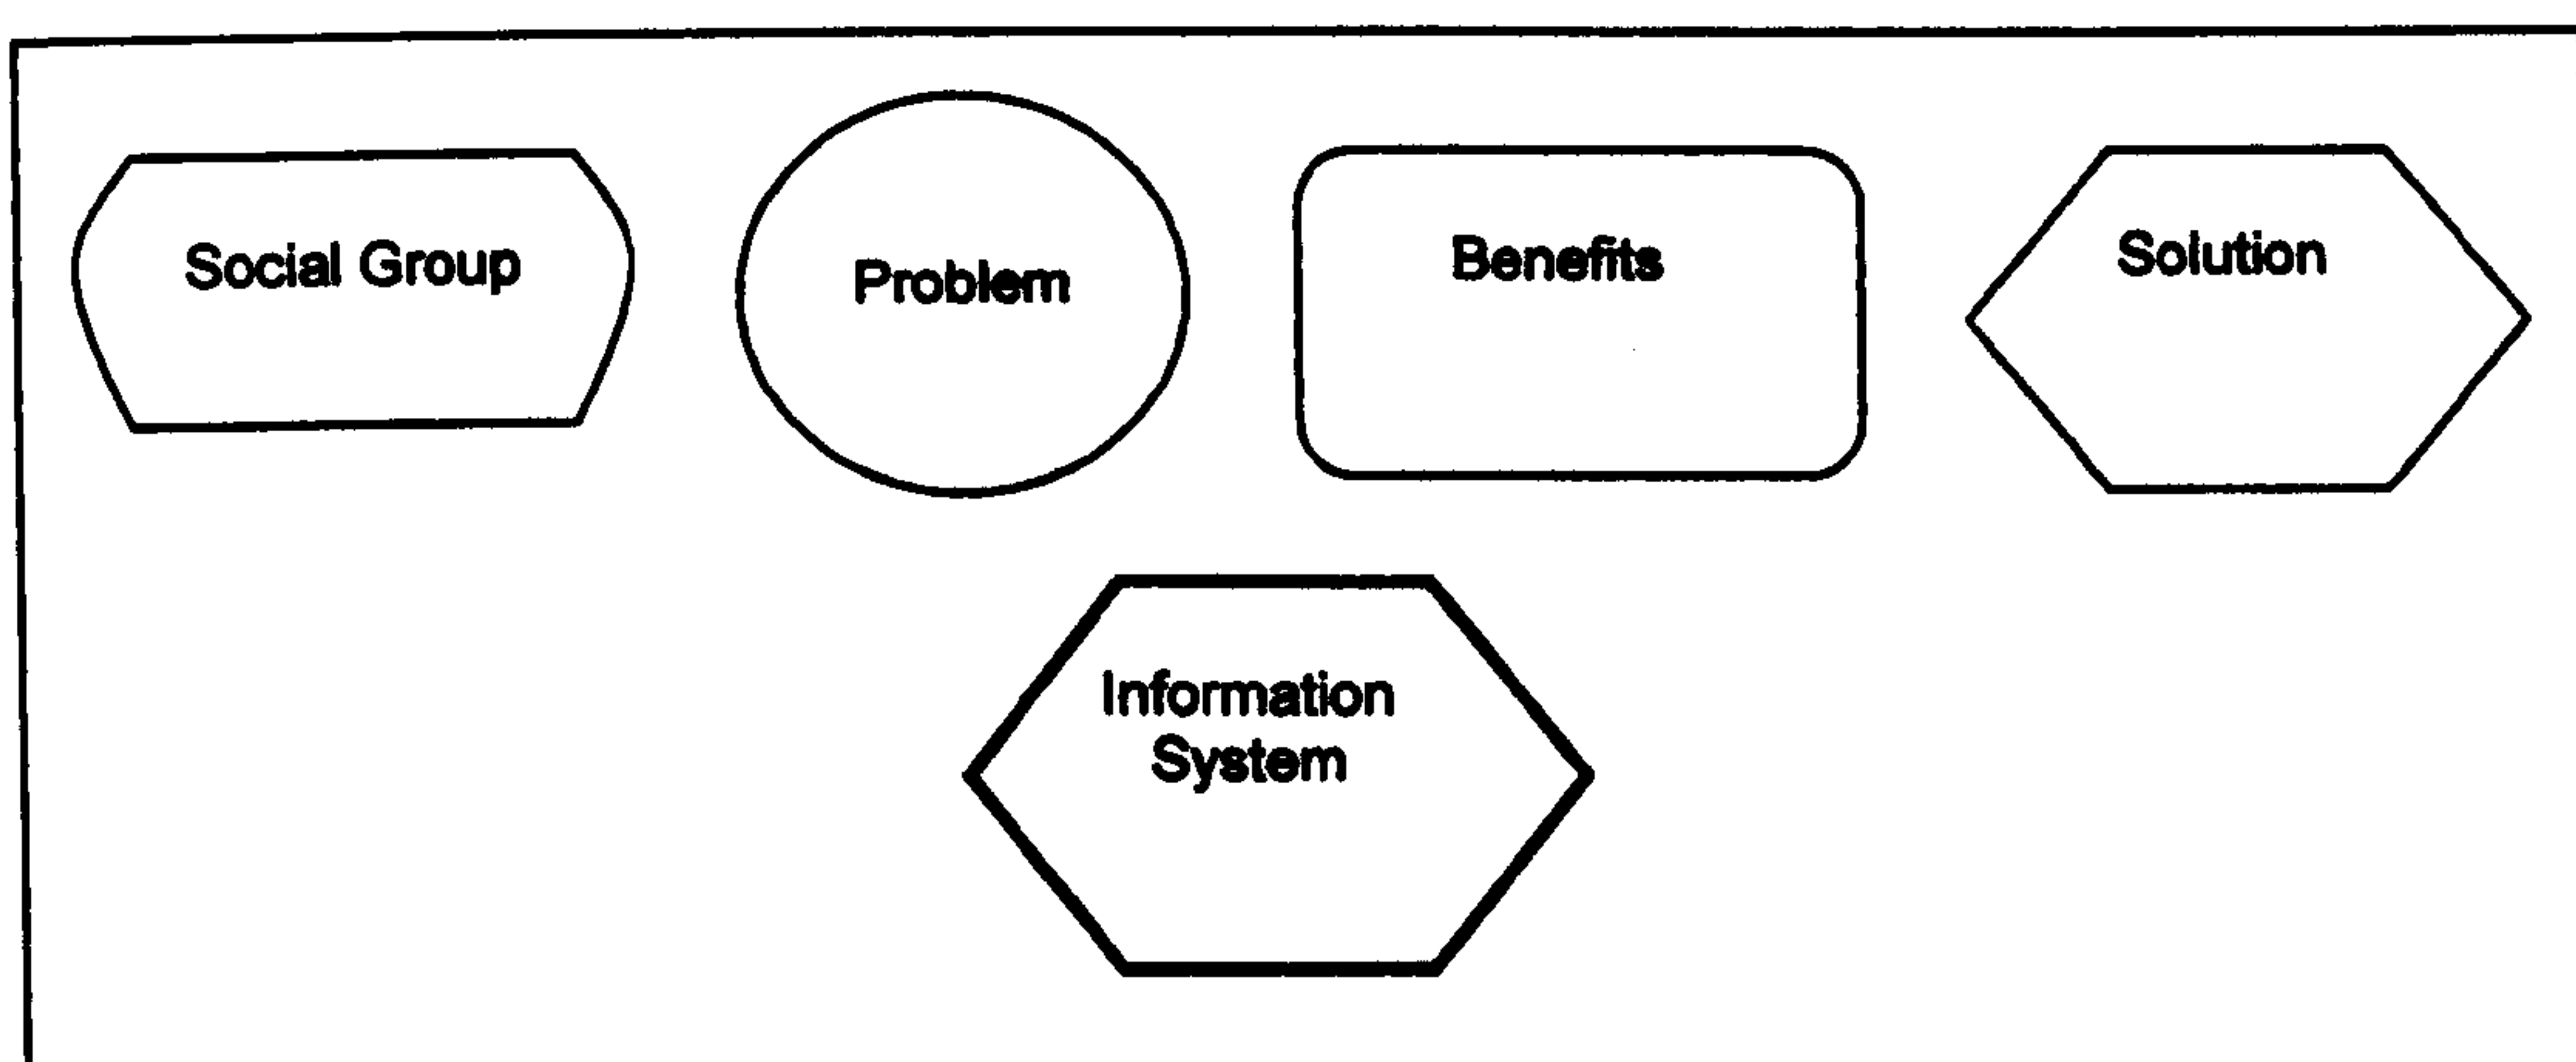 Social Group
Problem
Benefits
Solution
Information
System